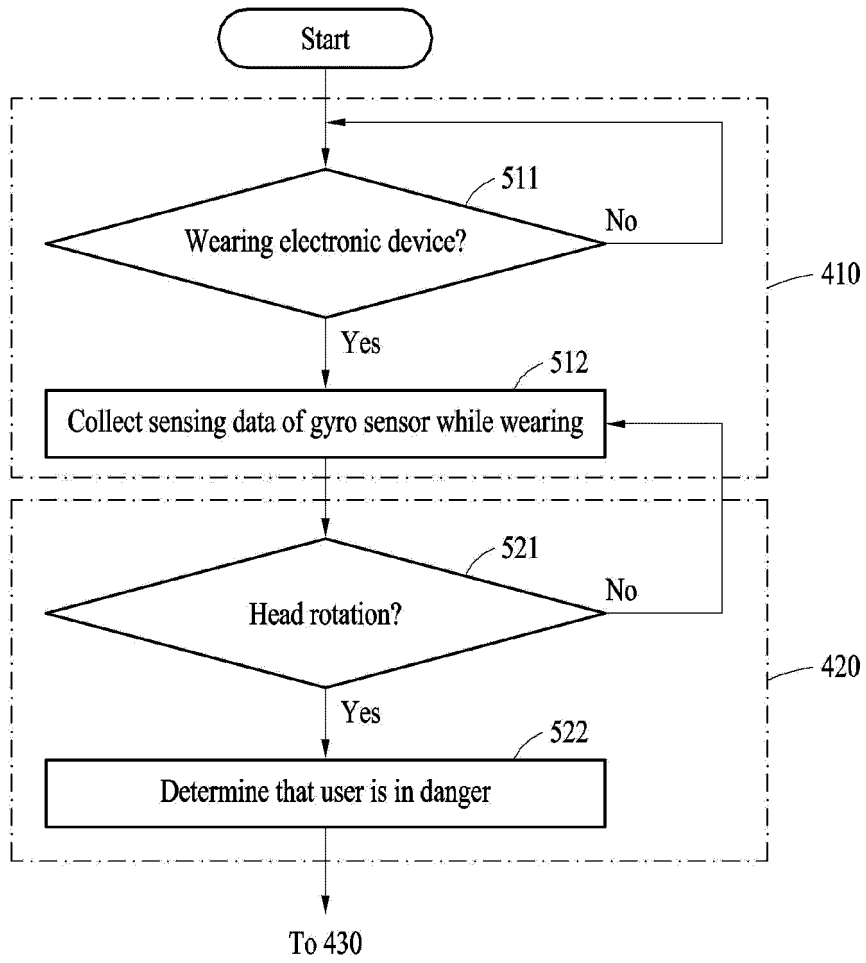 Start
511
Wearing electronic device?
No
410
Yes
512
Collect sensing data of gyro sensor while wearing
521
Head rotation?
No
420
Yes
522
Determine that user is in danger
To 430